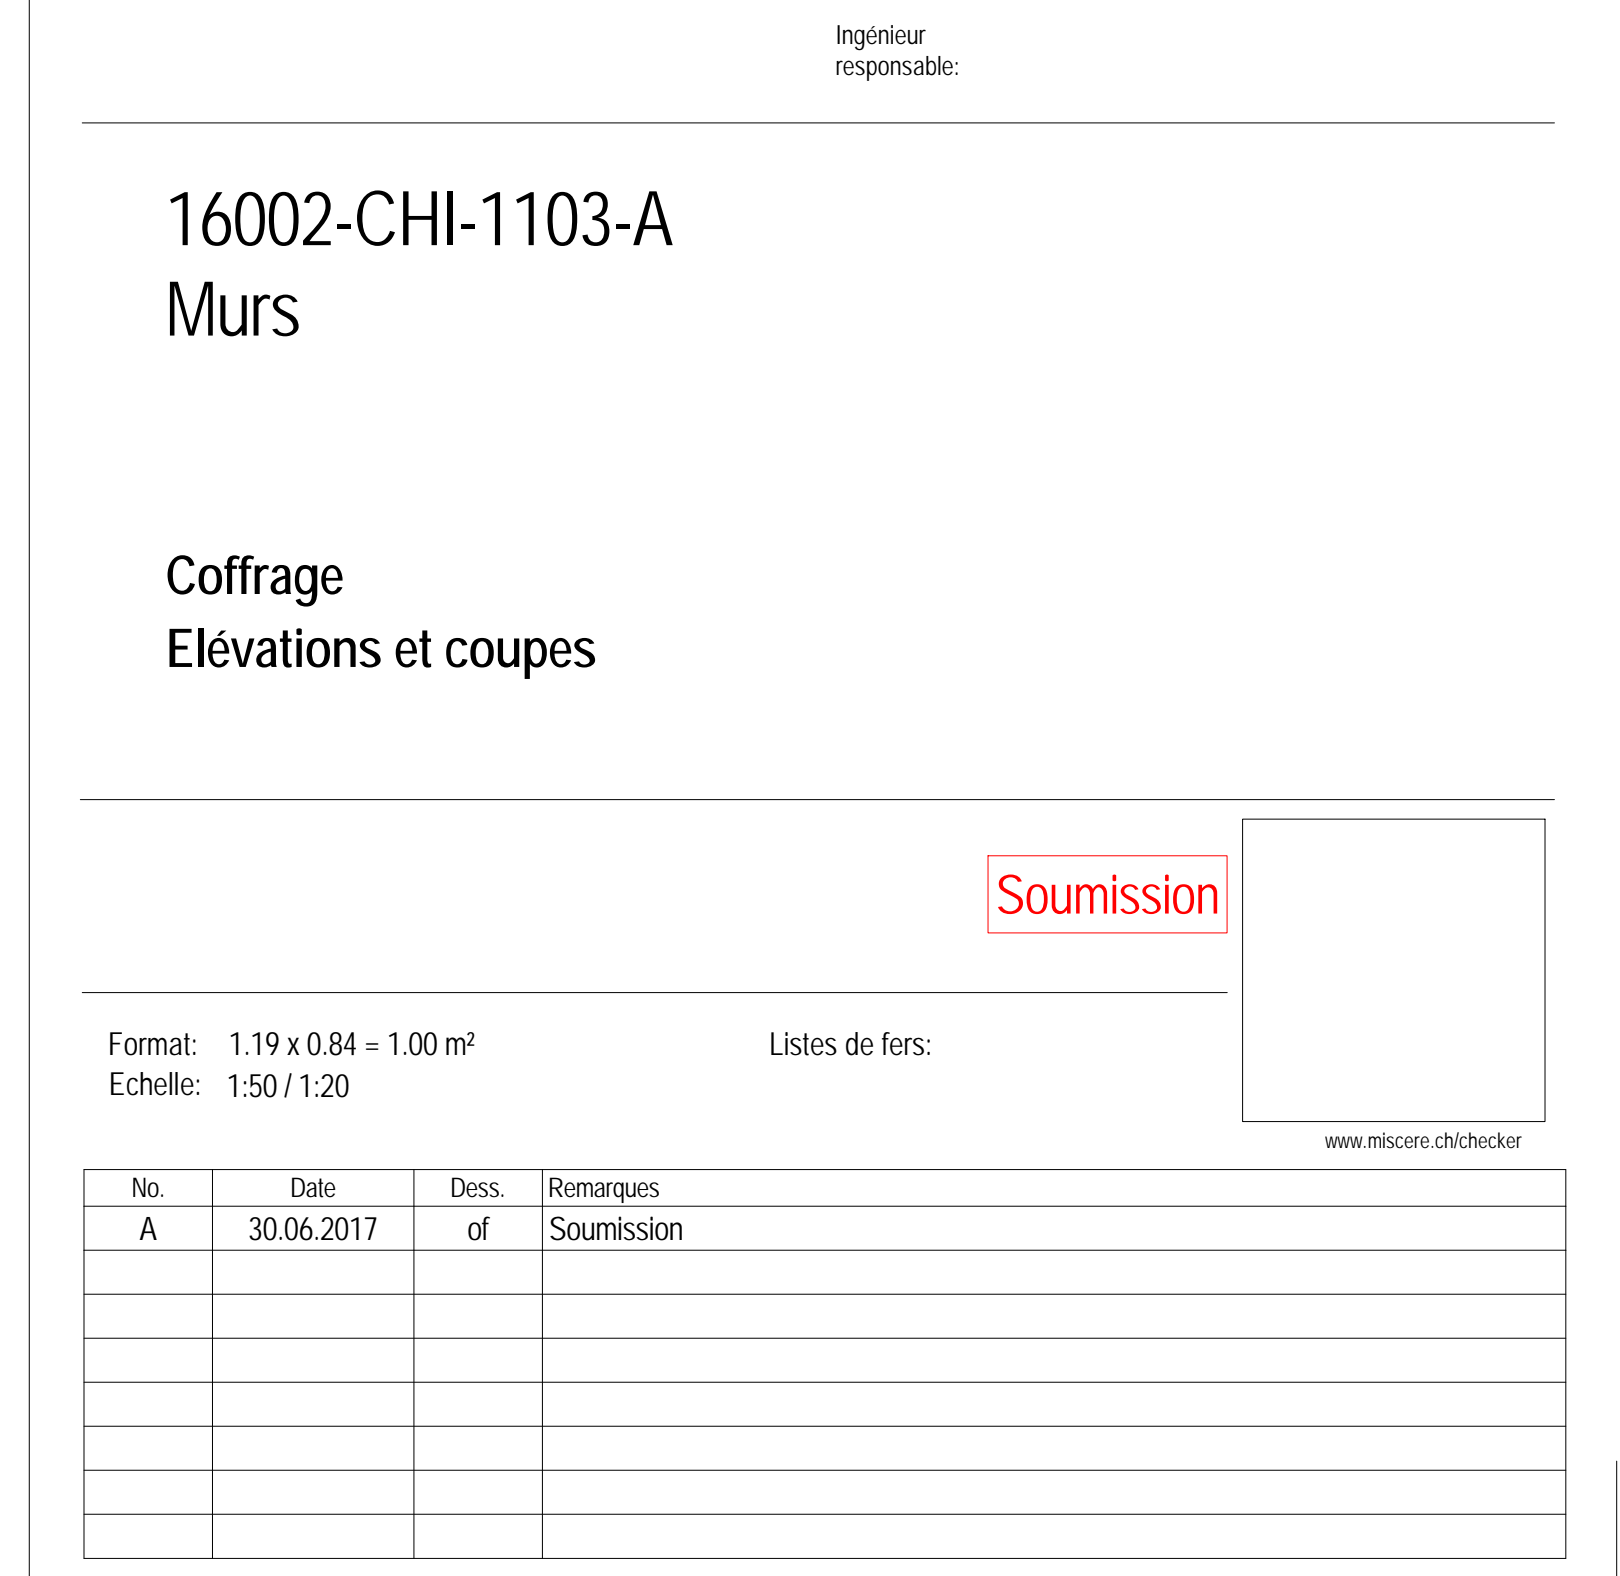 Ingénieur
responsable:
16002-CHI-1103-A
Murs
Coffrage
Elévations et coupes
Soumission
Format: 1.19 x 0.84 = 1.00 m²
Listes de fers:
Echelle: 1:50 / 1:20
www.miscere.ch/checker
No. Date Dess. Remarques
A 30.06.2017 of Soumission